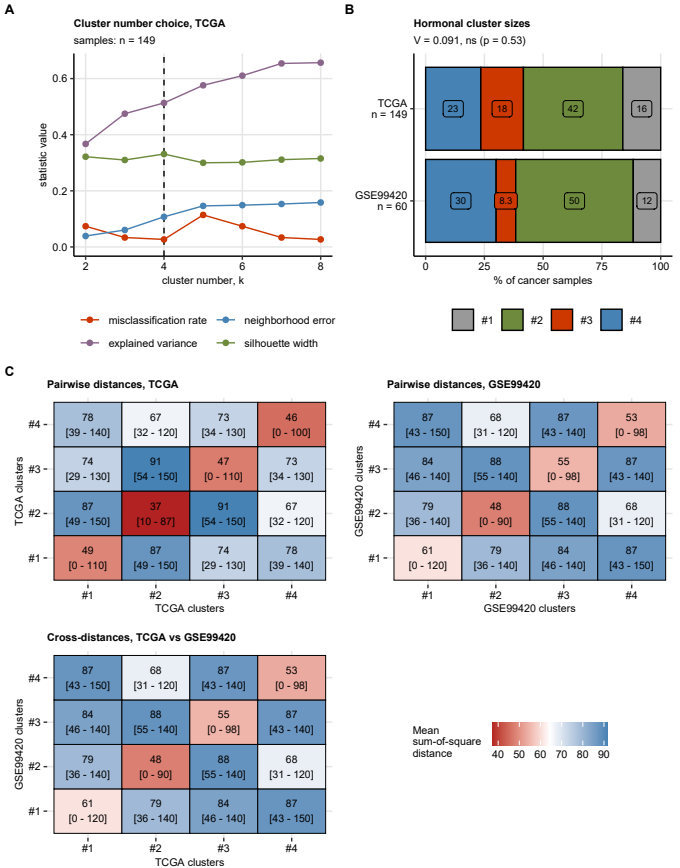 A
Cluster number choice, TCGA
samples: n = 149
statistic value
0.6
0.4
0.2
0.0
2
4
6
8
cluster number, k
misclassification rate
neighborhood error
explained variance
silhouette width
B
Hormonal cluster sizes
V = 0.091, ns (p = 0.53)
TCGA
n = 149
23
18
42
16
GSE99420
n = 60
30
8.3
50
12
0
25
50
75
100
% of cancer samples
#1
#2
#3
#4
C
Pairwise distances, TCGA
TCGA clusters
#4
78
[39 - 140]
67
[32 - 120]
73
[34 - 130]
46
[0 - 100]
#3
74
[29 - 130]
91
[54 - 150]
47
[0 - 110]
73
[34 - 130]
#2
87
[49 - 150]
37
[10 - 87]
91
[54 - 150]
67
[32 - 120]
#1
49
[0 - 110]
87
[49 - 150]
74
[29 - 130]
78
[39 - 140]
#1
#2
#3
#4
TCGA clusters
Pairwise distances, GSE99420
GSE99420 clusters
#4
87
[43 - 150]
68
[31 - 120]
87
[43 - 140]
53
[0 - 98]
#3
84
[46 - 140]
88
[55 - 140]
55
[0 - 98]
87
[43 - 140]
#2
79
[36 - 140]
48
[0 - 90]
88
[55 - 140]
68
[31 - 120]
#1
61
[0 - 120]
79
[36 - 140]
84
[46 - 140]
87
[43 - 150]
#1
#2
#3
#4
GSE99420 clusters
Cross-distances, TCGA vs GSE99420
GSE99420 clusters
#4
87
[43 - 150]
68
[31 - 120]
87
[43 - 140]
53
[0 - 98]
#3
84
[46 - 140]
88
[55 - 140]
55
[0 - 98]
87
[43 - 140]
#2
79
[36 - 140]
48
[0 - 90]
88
[55 - 140]
68
[31 - 120]
#1
61
[0 - 120]
79
[36 - 140]
84
[46 - 140]
87
[43 - 150]
#1
#2
#3
#4
TCGA clusters
Mean
sum-of-square
distance
40 50 60 70 80 90